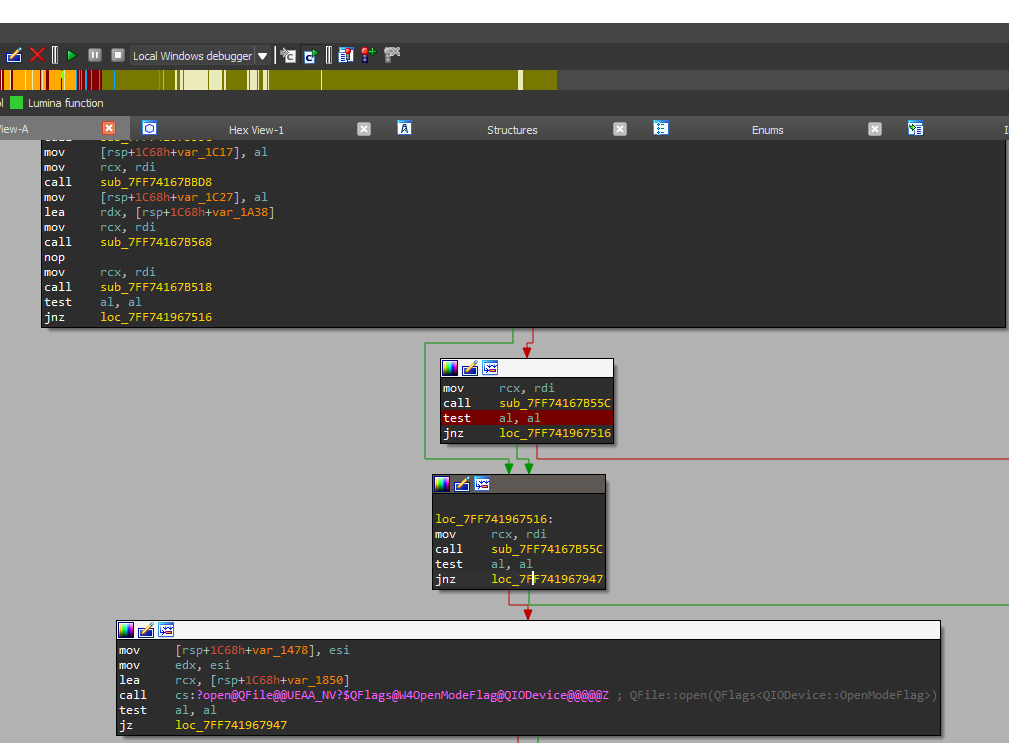 Local Windows debugger
Lumina function
iew-A
Hex View-1
Structures
Enums
mov [rsp+1C68h+var_1C17], al
mov rcx, rdi
call sub_7FF74167BBD8
mov [rsp+1C68h+var_1C27], al
lea rdx, [rsp+1C68h+var_1A38]
mov rcx, rdi
call sub_7FF74167B568
nop
mov rcx, rdi
call sub_7FF74167B518
test al, al
jnz loc_7FF741967516
mov rcx, rdi
call sub_7FF74167B55C
test al, al
jnz loc_7FF741967516
loc_7FF741967516:
mov rcx, rdi
call sub_7FF74167B55C
test al, al
jnz loc_7FF741967947
mov [rsp+1C68h+var_1478], esi
mov edx, esi
lea rcx, [rsp+1C68h+var_1850]
call cs:?open@QFile@@UEAA_NV?$QFlags@W4OpenModeFlag@QIODevice@@@@@Z ; QFile::open(QFlags<QIODevice::OpenModeFlag>)
test al, al
jz loc_7FF741967947